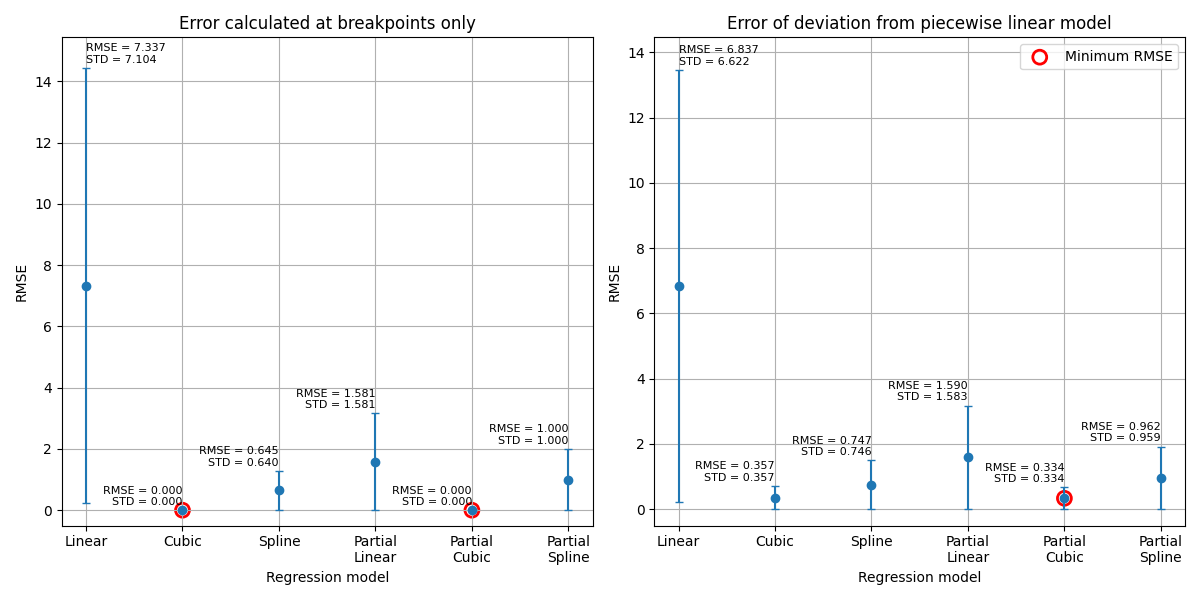 Error calculated at breakpoints only
RMSE
14
12
10
8
6
4
2
0
RMSE = 7.337
STD = 7.104
RMSE = 0.000
STD = 0.000
RMSE = 0.645
STD = 0.640
RMSE = 1.581
STD = 1.581
RMSE = 0.000
STD = 0.000
RMSE = 1.000
STD = 1.000
Linear
Cubic
Spline
Partial
Linear
Partial
Cubic
Partial
Spline
Regression model
Error of deviation from piecewise linear model
Minimum RMSE
RMSE
14
12
10
8
6
4
2
0
RMSE = 6.837
STD = 6.622
RMSE = 0.357
STD = 0.357
RMSE = 0.747
STD = 0.746
RMSE = 1.590
STD = 1.583
RMSE = 0.334
STD = 0.334
RMSE = 0.962
STD = 0.959
Linear
Cubic
Spline
Partial
Linear
Partial
Cubic
Partial
Spline
Regression model